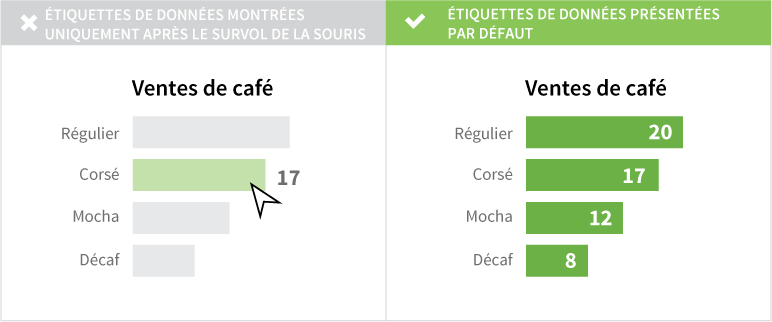 ÉTIQUETTES DE DONNÉES MONTRÉES
UNIQUEMENT APRÈS LE SURVOL DE LA SOURIS
Ventes de café
Régulier
Corsé 17
Mocha
Décaf
ÉTIQUETTES DE DONNÉES PRÉSENTÉES
PAR DÉFAUT
Ventes de café
Régulier 20
Corsé 17
Mocha 12
Décaf 8